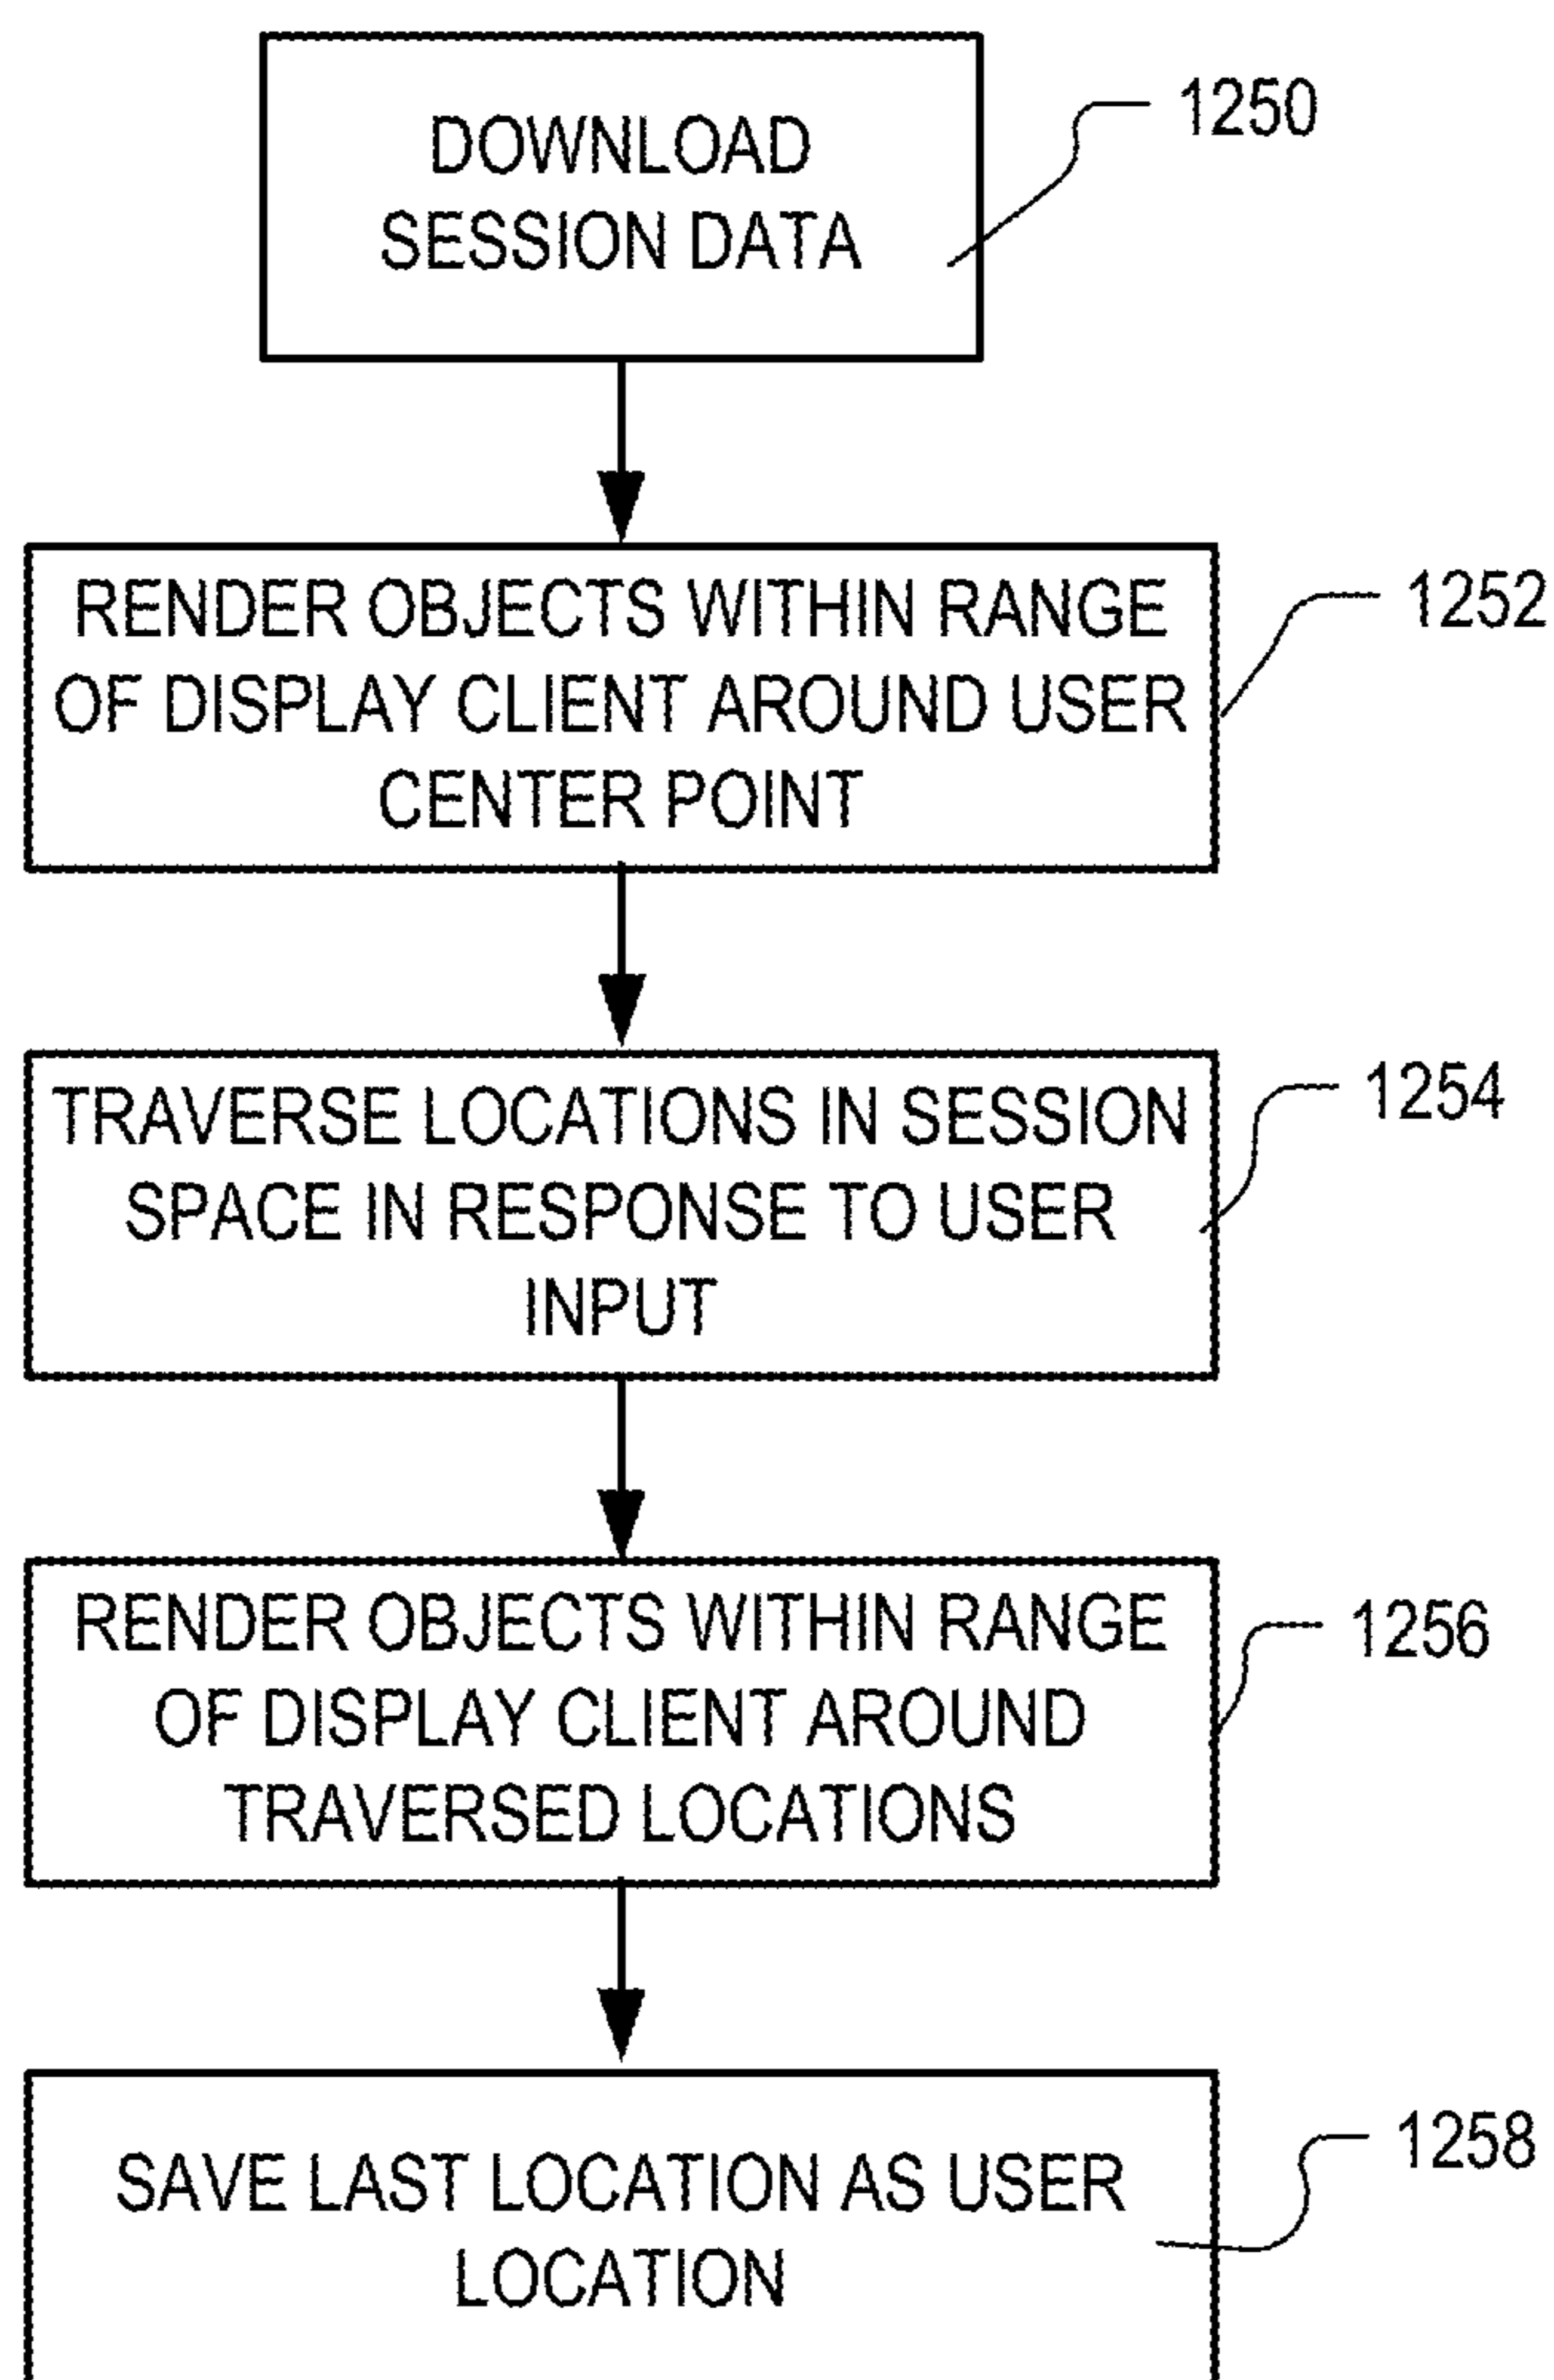 DOWNLOAD
SESSION DATA
1250
RENDER OBJECTS WITHIN RANGE
OF DISPLAY CLIENT AROUND USER
CENTER POINT
1252
TRAVERSE LOCATIONS IN SESSION
SPACE IN RESPONSE TO USER
INPUT
1254
RENDER OBJECTS WITHIN RANGE
OF DISPLAY CLIENT AROUND
TRAVERSED LOCATIONS
1256
SAVE LAST LOCATION AS USER
LOCATION
1258